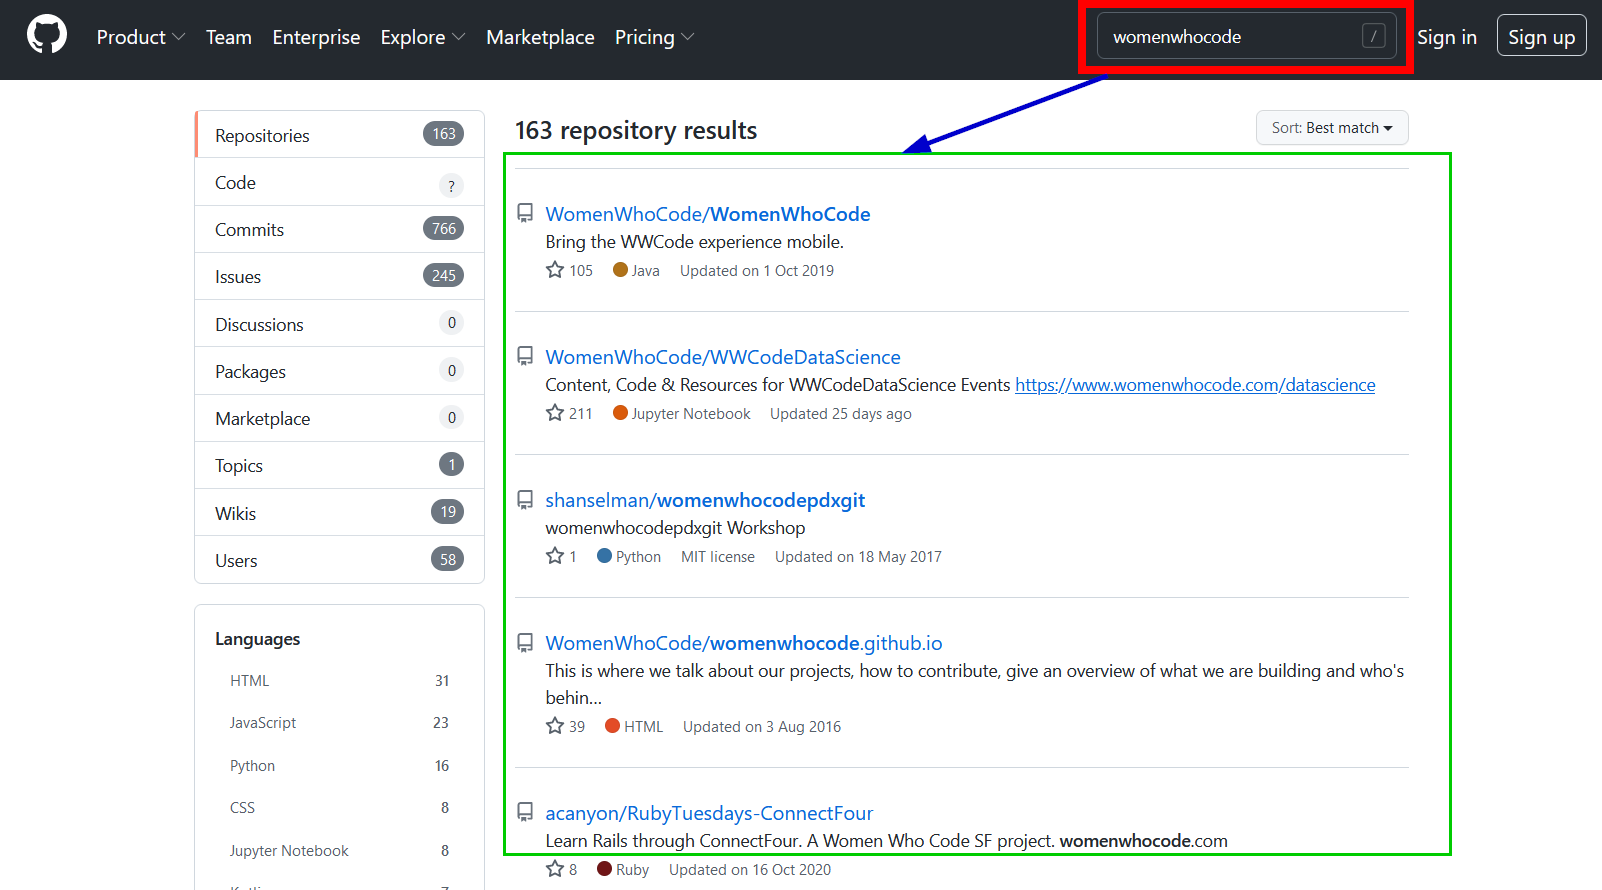 Product Team Enterprise Explore Marketplace Pricing womenwhocode / Sign in Sign up
Repositories 163
Code ?
Commits 766
Issues 245
Discussions 0
Packages 0
Marketplace 0
Topics 1
Wikis 19
Users 58
Languages
HTML 31
JavaScript 23
Python 16
CSS 8
Jupyter Notebook 8
163 repository results
Sort: Best match
WomenWhoCode/WomenWhoCode
Bring the WWCode experience mobile.
105 Java Updated on 1 Oct 2019
WomenWhoCode/WWCodeDataScience
Content, Code & Resources for WWCodeDataScience Events https://www.womenwhocode.com/datascience
211 Jupyter Notebook Updated 25 days ago
shanselman/womenwhocodepdxgit
womenwhocodepdxgit Workshop
1 Python MIT license Updated on 18 May 2017
WomenWhoCode/womenwhocode.github.io
This is where we talk about our projects, how to contribute, give an overview of what we are building and who's
behin...
39 HTML Updated on 3 Aug 2016
acanyon/RubyTuesdays-ConnectFour
Learn Rails through ConnectFour. A Women Who Code SF project. womenwhocode.com
8 Ruby Updated on 16 Oct 2020